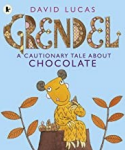 DAVID LUCAS
GRENDEL
A CAUTIONARY TALE ABOUT
CHOCOLATE